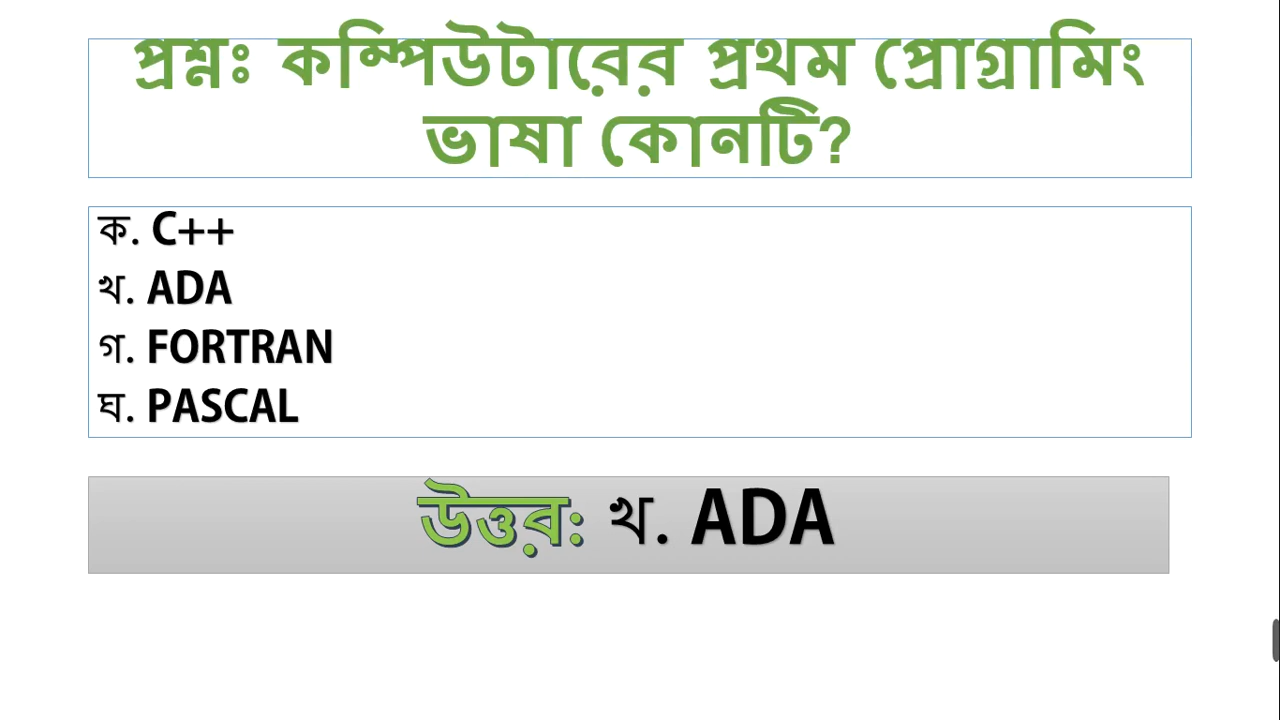 প্রশ্নঃ কম্পিউটারের প্রথম প্রোগ্রামিং
ভাষা কোনটি?
ক. C++
খ. ADA
গ. FORTRAN
ঘ. PASCAL
উত্তর: খ. ADA